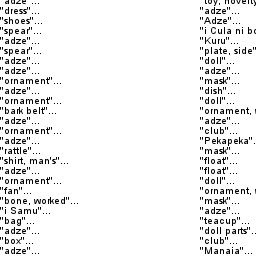 "adze"...
"dress"...
"shoes"...
"spear"...
"adze"...
"spear"...
"adze"...
"adze"...
"ornament"...
"adze"...
"ornament"...
"bark belt"...
"adze"...
"ornament"...
"adze"...
"rattle"...
"shirt, man's"...
"adze"...
"ornament"...
"fan"...
"bone, worked"...
"i Samu"...
"bag"...
"adze"...
"box"...
"adze"...
"toy, novelty
"adze"...
"Adze"...
"i Cula ni bo
"Kuru"...
"plate, side"
"doll"...
"adze"...
"mask"...
"dish"...
"doll"...
"ornament,
"adze"...
"club"...
"Pekapeka".
"mask"...
"float"...
"float"...
"doll"...
"ornament,
"mask"...
"adze"...
"teacup"...
"doll parts"..
"club"...
"Manaia"...